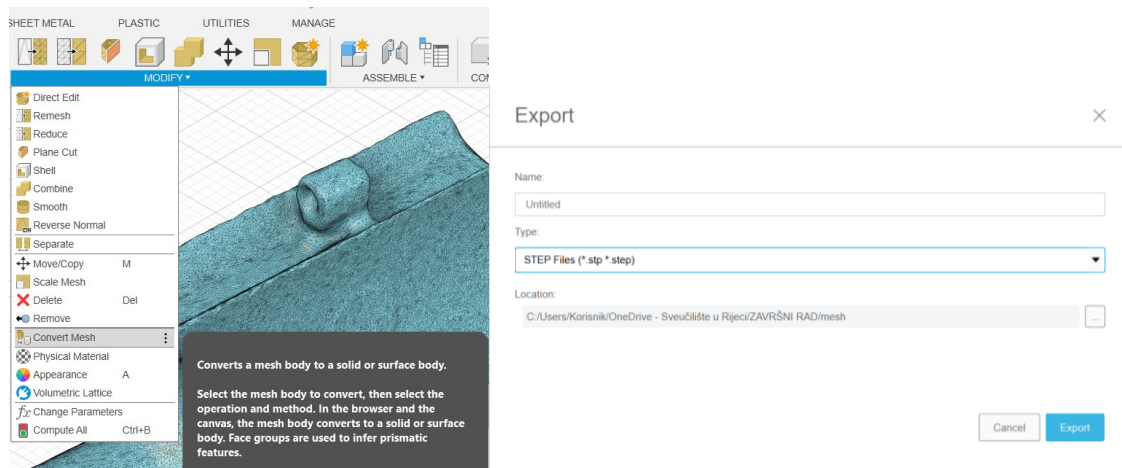 SHEET METAL PLASTIC UTILITIES MANAGE
MODIFY ▾ ASSEMBLE ▾
Direct Edit
Remesh
Reduce
Plane Cut
Shell
Combine
Smooth
Reverse Normal
Separate
Move/Copy M
Scale Mesh
Delete Del
Remove
Convert Mesh
Physical Material
Appearance A
Volumetric Lattice
Change Parameters
Compute All Ctrl+B
Converts a mesh body to a solid or surface body.
Select the mesh body to convert, then select the
operation and method. In the browser and the
canvas, the mesh body converts to a solid or surface
body. Face groups are used to infer prismatic
features.
Export
Name:
Untitled
Type:
STEP Files (*.stp *.step)
Location:
C:/Users/Korisnik/OneDrive - Sveučilište u Rijeci/ZAVRŠNI RAD/mesh
...
Cancel Export